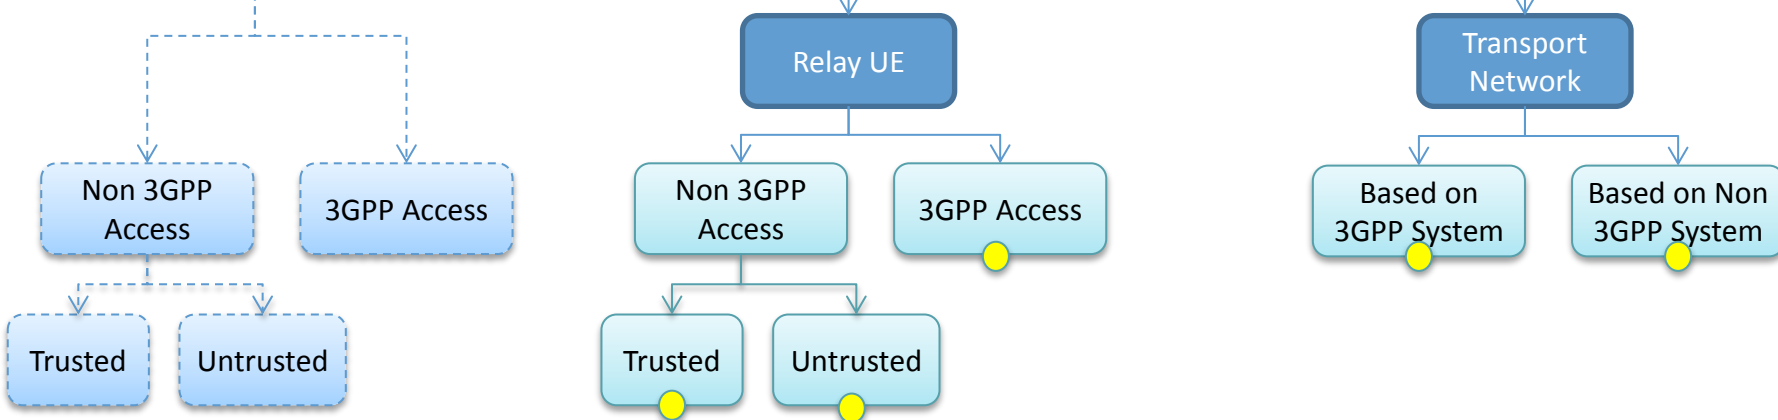 Relay UE
Transport
Network
Non 3GPP
Access
3GPP Access
Non 3GPP
Access
3GPP Access
Based on
3GPP System
Based on Non
3GPP System
Trusted
Untrusted
Trusted
Untrusted